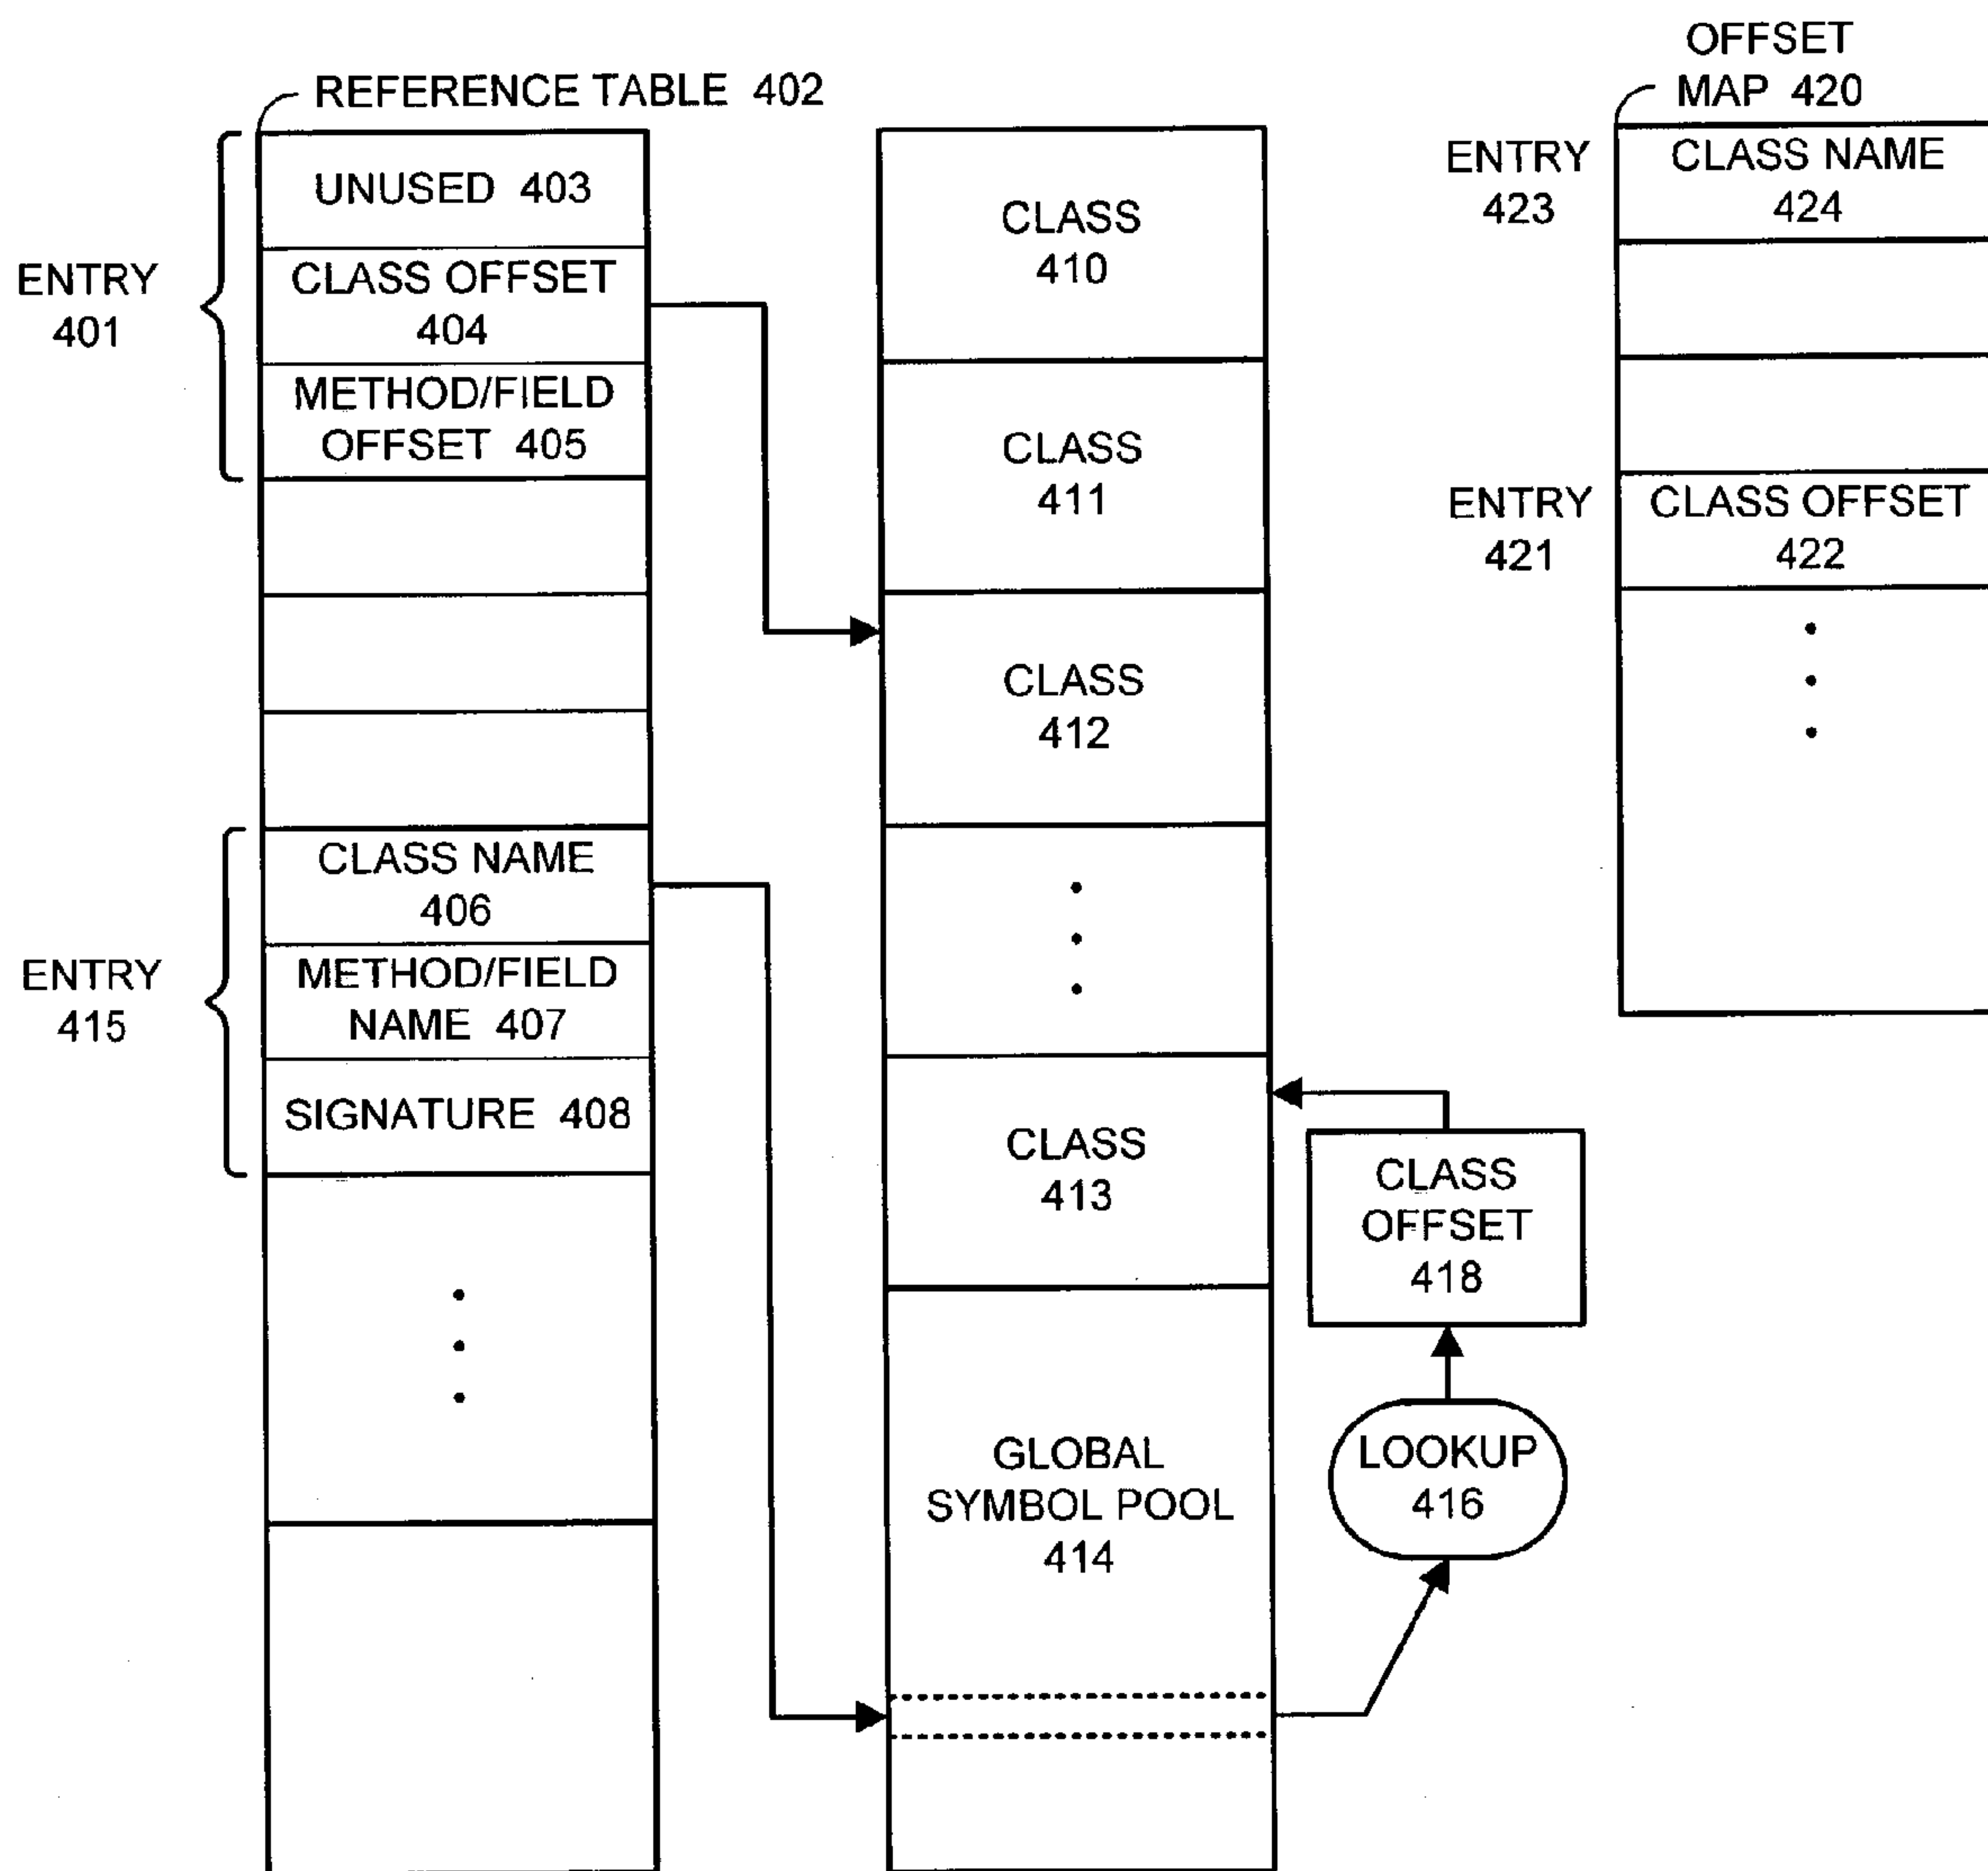 REFERENCE TABLE 402
ENTRY
401
UNUSED 403
CLASS OFFSET
404
METHOD/FIELD
OFFSET 405
ENTRY
415
CLASS NAME
406
METHOD/FIELD
NAME 407
SIGNATURE 408
CLASS
410
CLASS
411
CLASS
412
CLASS
413
GLOBAL
SYMBOL POOL
414
CLASS
OFFSET
418
LOOKUP
416
OFFSET
MAP 420
ENTRY
423
CLASS NAME
424
ENTRY
421
CLASS OFFSET
422